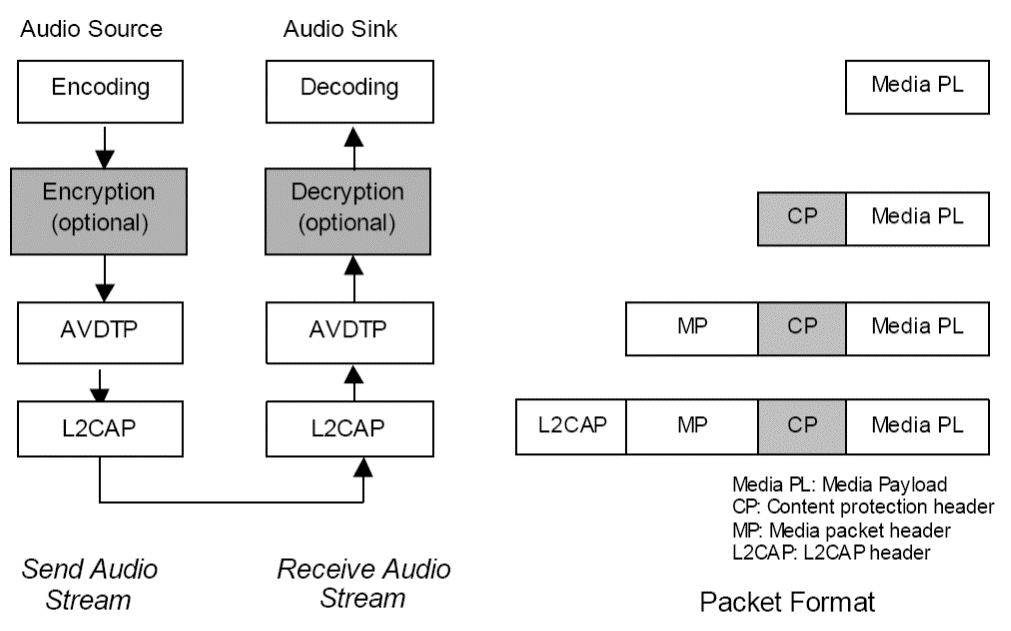 Audio Source
Audio Sink
Encoding
Decoding
Media PL
Encryption
(optional)
Decryption
(optional)
CP
Media PL
AVDTP
AVDTP
MP
CP
Media PL
L2CAP
L2CAP
L2CAP
MP
CP
Media PL
Media PL: Media Payload
CP: Content protection header
MP: Media packet header
L2CAP: L2CAP header
Send Audio
Stream
Receive Audio
Stream
Packet Format